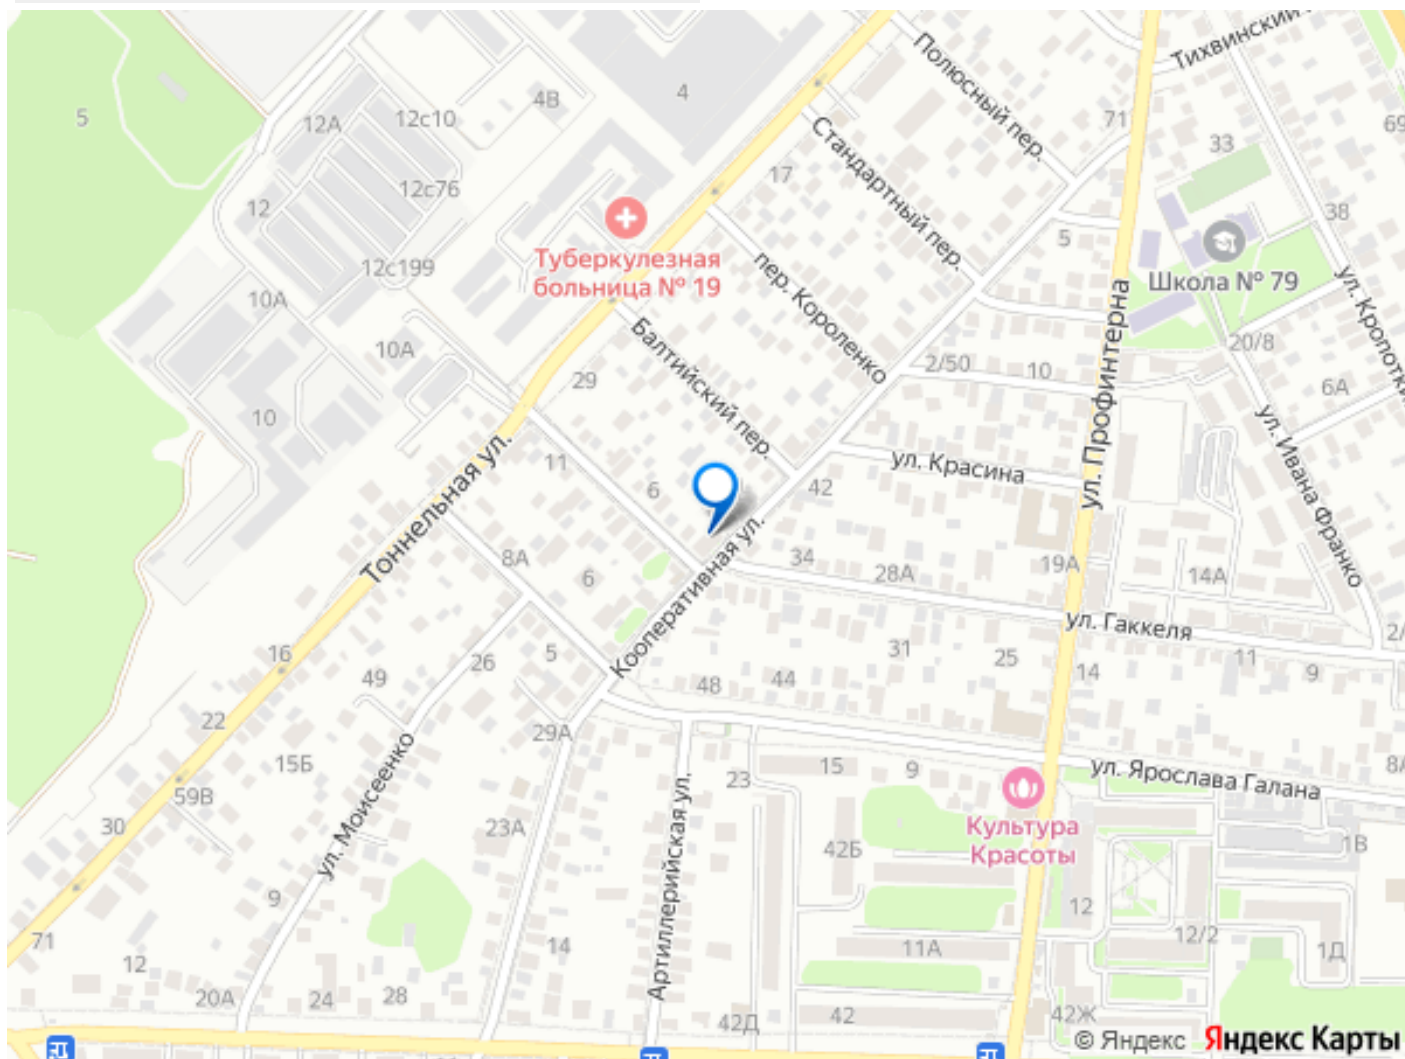 Полюсный пер.
Тихвинский
5
12А
12с10
4В
4
71
33
69
Стандартный пер.
17
12с76
12
38
Туберкулезная
больница № 19
5
Школа № 79
12с199
10А
пер. Короленко
ул. Профинтерна
10А
Балтийский пер.
29
2/50
10
20/8
6А
10
ул. Ивана Франко
Тоннельная ул.
11
6
ул. Красина
42
8А
6
34
28А
19А
14А
Кооперативная ул.
ул. Гаккеля
16
49
26
5
31
25
14
11
9
48
44
22
29А
15Б
ул. Моисеенко
59В
23
15
9
ул. Ярослава Галана
30
23А
Артиллерийская ул.
42Б
Культура
Красоты
1В
9
12
71
12
14
11А
12/2
1Д
20А
24
28
42Д
42
42Ж
© Яндекс Яндекс Карты